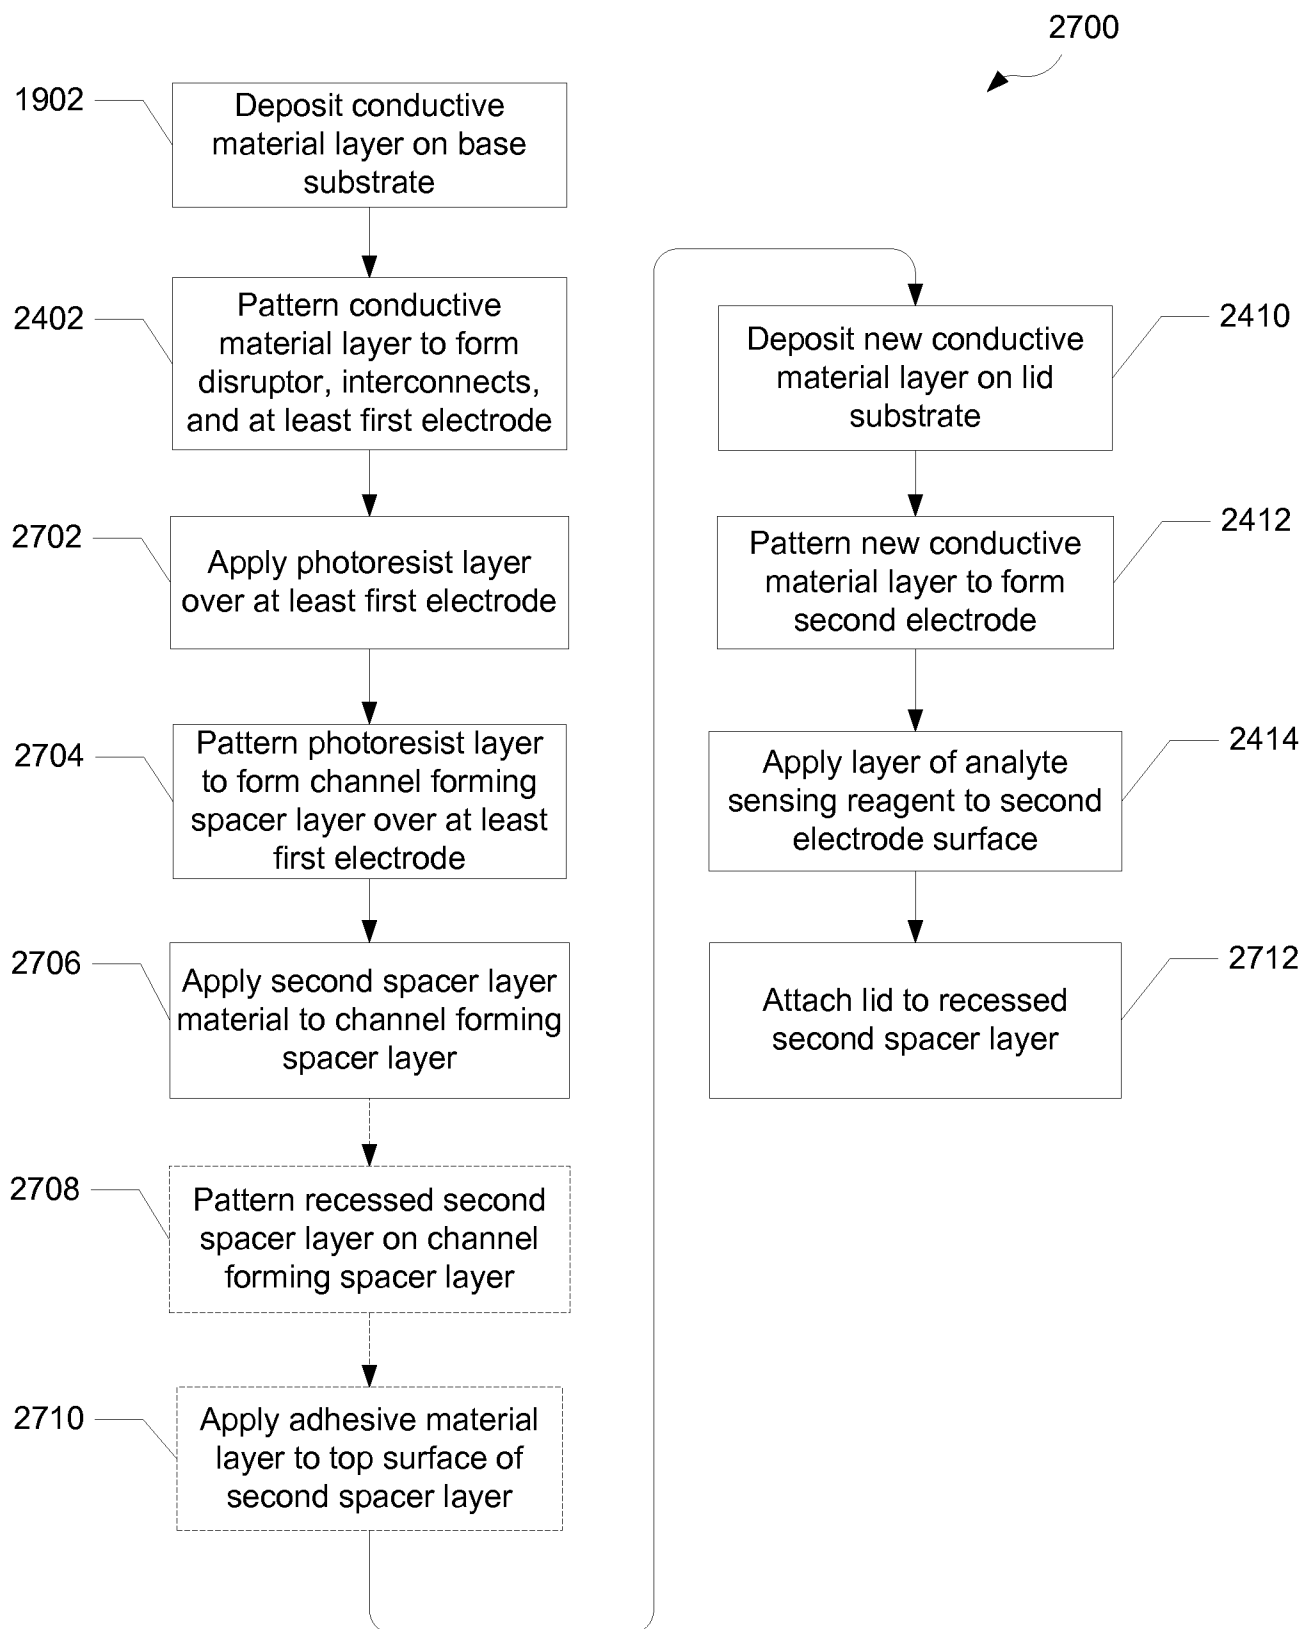 2700
1902
Deposit conductive
material layer on base
substrate
2402
Pattern conductive
material layer to form
disruptor, interconnects,
and at least first electrode
2702
Apply photoresist layer
over at least first electrode
2704
Pattern photoresist layer
to form channel forming
spacer layer over at least
first electrode
2706
Apply second spacer layer
material to channel forming
spacer layer
2708
Pattern recessed second
spacer layer on channel
forming spacer layer
2710
Apply adhesive material
layer to top surface of
second spacer layer
2410
Deposit new conductive
material layer on lid
substrate
2412
Pattern new conductive
material layer to form
second electrode
2414
Apply layer of analyte
sensing reagent to second
electrode surface
2712
Attach lid to recessed
second spacer layer